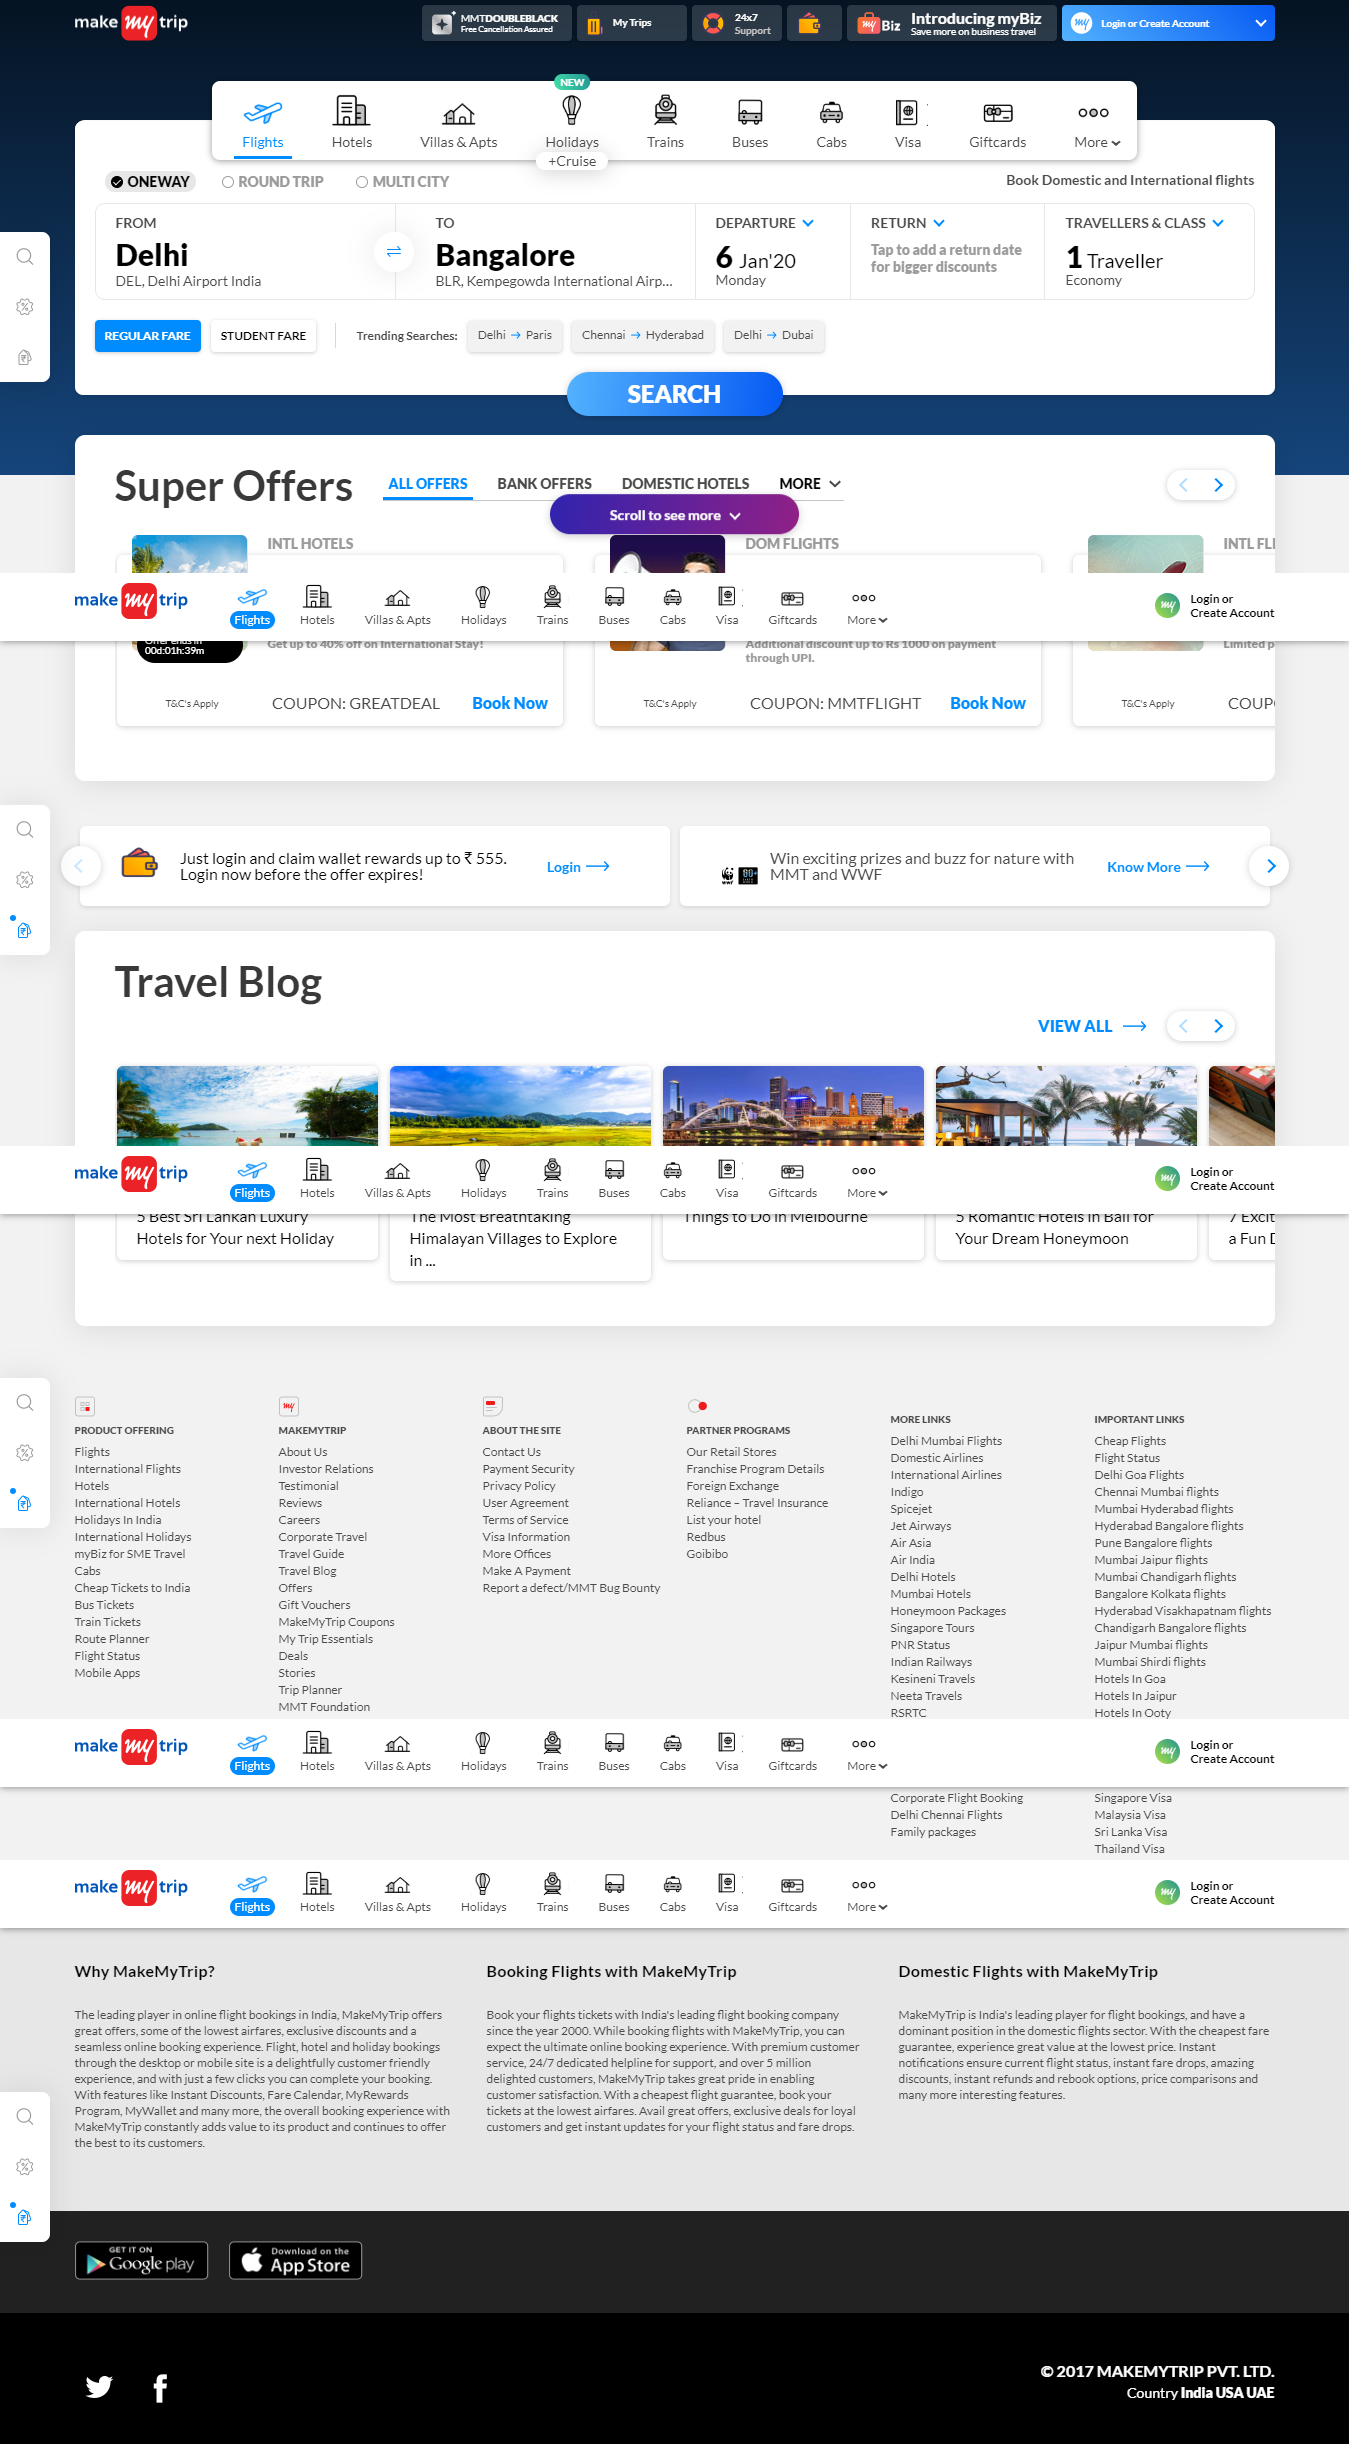 make my trip
MMTDOUBLEBLACK
Free Cancellation Assured
My Trips
24x7
Support
my Biz
Introducing myBiz
Save more on business travel
my
Login or Create Account
NEW
Flights
Hotels
Villas & Apts
Holidays
+Cruise
Trains
Buses
Cabs
Visa
Giftcards
More
ONEWAY
ROUND TRIP
MULTI CITY
Book Domestic and International flights
FROM
Delhi
DEL, Delhi Airport India
TO
Bangalore
BLR, Kempegowda International Airp...
DEPARTURE
6 Jan'20
Monday
RETURN
Tap to add a return date
for bigger discounts
TRAVELLERS & CLASS
1 Traveller
Economy
REGULAR FARE
STUDENT FARE
Trending Searches:
Delhi → Paris
Chennai → Hyderabad
Delhi → Dubai
SEARCH
Super Offers
ALL OFFERS
BANK OFFERS
DOMESTIC HOTELS
MORE
Scroll to see more
INTL HOTELS
DOM FLIGHTS
INTL FLI
make my trip
Flights
Hotels
Villas & Apts
Holidays
Trains
Buses
Cabs
Visa
Giftcards
More
my
Login or
Create Account
Offer ends in
00d:01h:39m
Get up to 40% off on International Stay!
Additional discount up to Rs 1000 on payment
through UPI.
Limited p
T&C's Apply
COUPON: GREATDEAL
Book Now
T&C's Apply
COUPON: MMTFLIGHT
Book Now
T&C's Apply
COUP
Just login and claim wallet rewards up to ₹ 555.
Login now before the offer expires!
Login
Win exciting prizes and buzz for nature with
MMT and WWF
Know More
Travel Blog
VIEW ALL
make my trip
Flights
Hotels
Villas & Apts
Holidays
Trains
Buses
Cabs
Visa
Giftcards
More
my
Login or
Create Account
5 Best Sri Lankan Luxury
Hotels for Your next Holiday
The Most Breathtaking
Himalayan Villages to Explore
in ...
Things to Do in Melbourne
5 Romantic Hotels in Bali for
Your Dream Honeymoon
7 Excit
a Fun D
PRODUCT OFFERING
Flights
International Flights
Hotels
International Hotels
Holidays In India
International Holidays
myBiz for SME Travel
Cabs
Cheap Tickets to India
Bus Tickets
Train Tickets
Route Planner
Flight Status
Mobile Apps
my
MAKEMYTRIP
About Us
Investor Relations
Testimonial
Reviews
Careers
Corporate Travel
Travel Guide
Travel Blog
Offers
Gift Vouchers
MakeMyTrip Coupons
My Trip Essentials
Deals
Stories
Trip Planner
MMT Foundation
ABOUT THE SITE
Contact Us
Payment Security
Privacy Policy
User Agreement
Terms of Service
Visa Information
More Offices
Make A Payment
Report a defect/MMT Bug Bounty
PARTNER PROGRAMS
Our Retail Stores
Franchise Program Details
Foreign Exchange
Reliance – Travel Insurance
List your hotel
Redbus
Goibibo
MORE LINKS
Delhi Mumbai Flights
Domestic Airlines
International Airlines
Indigo
Spicejet
Jet Airways
Air Asia
Air India
Delhi Hotels
Mumbai Hotels
Honeymoon Packages
Singapore Tours
PNR Status
Indian Railways
Kesineni Travels
Neeta Travels
RSRTC
IMPORTANT LINKS
Cheap Flights
Flight Status
Delhi Goa Flights
Chennai Mumbai flights
Mumbai Hyderabad flights
Hyderabad Bangalore flights
Pune Bangalore flights
Mumbai Jaipur flights
Mumbai Chandigarh flights
Bangalore Kolkata flights
Hyderabad Visakhapatnam flights
Chandigarh Bangalore flights
Jaipur Mumbai flights
Mumbai Shirdi flights
Hotels In Goa
Hotels In Jaipur
Hotels In Ooty
make my trip
Flights
Hotels
Villas & Apts
Holidays
Trains
Buses
Cabs
Visa
Giftcards
More
my
Login or
Create Account
Corporate Flight Booking
Delhi Chennai Flights
Family packages
Singapore Visa
Malaysia Visa
Sri Lanka Visa
Thailand Visa
make my trip
Flights
Hotels
Villas & Apts
Holidays
Trains
Buses
Cabs
Visa
Giftcards
More
my
Login or
Create Account
Why MakeMyTrip?
The leading player in online flight bookings in India, MakeMyTrip offers
great offers, some of the lowest airfares, exclusive discounts and a
seamless online booking experience. Flight, hotel and holiday bookings
through the desktop or mobile site is a delightfully customer friendly
experience, and with just a few clicks you can complete your booking.
With features like Instant Discounts, Fare Calendar, MyRewards
Program, MyWallet and many more, the overall booking experience with
MakeMyTrip constantly adds value to its product and continues to offer
the best to its customers.
Booking Flights with MakeMyTrip
Book your flights tickets with India's leading flight booking company
since the year 2000. While booking flights with MakeMyTrip, you can
expect the ultimate online booking experience. With premium customer
service, 24/7 dedicated helpline for support, and over 5 million
delighted customers, MakeMyTrip takes great pride in enabling
customer satisfaction. With a cheapest flight guarantee, book your
tickets at the lowest airfares. Avail great offers, exclusive deals for loyal
customers and get instant updates for your flight status and fare drops.
Domestic Flights with MakeMyTrip
MakeMyTrip is India's leading player for flight bookings, and have a
dominant position in the domestic flights sector. With the cheapest fare
guarantee, experience great value at the lowest price. Instant
notifications ensure current flight status, instant fare drops, amazing
discounts, instant refunds and rebook options, price comparisons and
many more interesting features.
GET IT ON
Google play
Download on the
App Store
© 2017 MAKEMYTRIP PVT. LTD.
Country India USA UAE